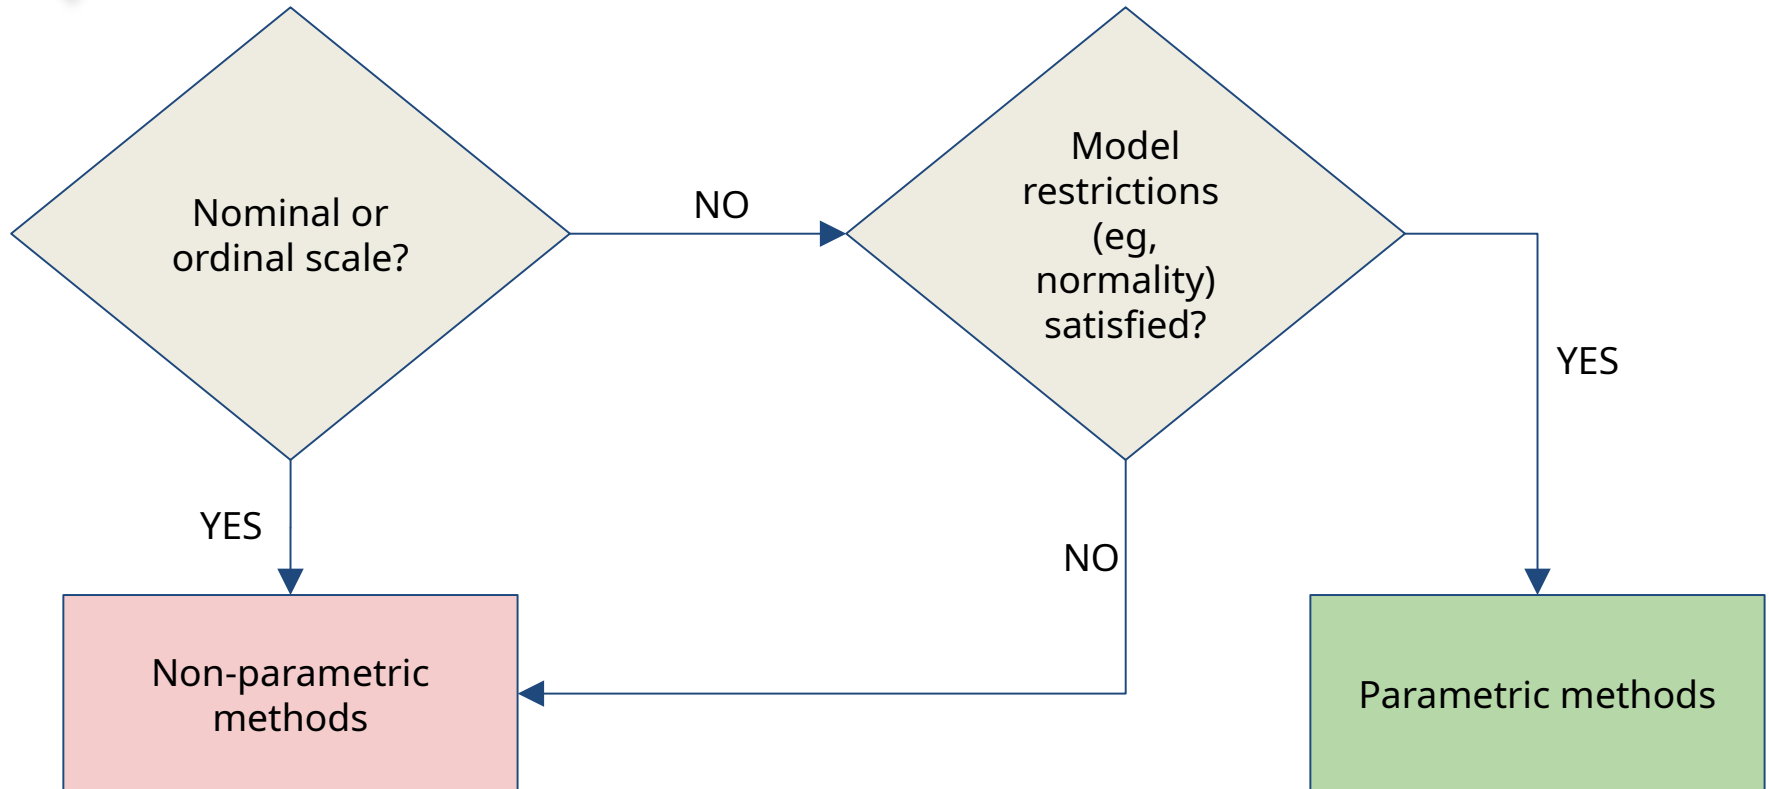 Nominal or
ordinal scale?
NO
Model
restrictions
(eg,
normality)
satisfied?
YES
YES
NO
Non-parametric
methods
Parametric methods